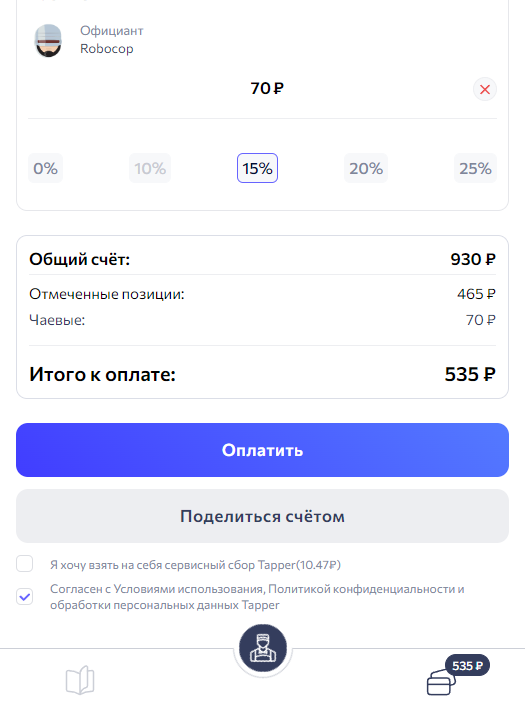 Официант
Robocop
70 ₽
0%
10%
15%
20%
25%
Общий счёт: 930 ₽
Отмеченные позиции: 465 ₽
Чаевые: 70 ₽
Итого к оплате: 535 ₽
Оплатить
Поделиться счётом
Я хочу взять на себя сервисный сбор Tapper(10.47₽)
Согласен с Условиями использования, Политикой конфиденциальности и
обработки персональных данных Tapper
535 ₽